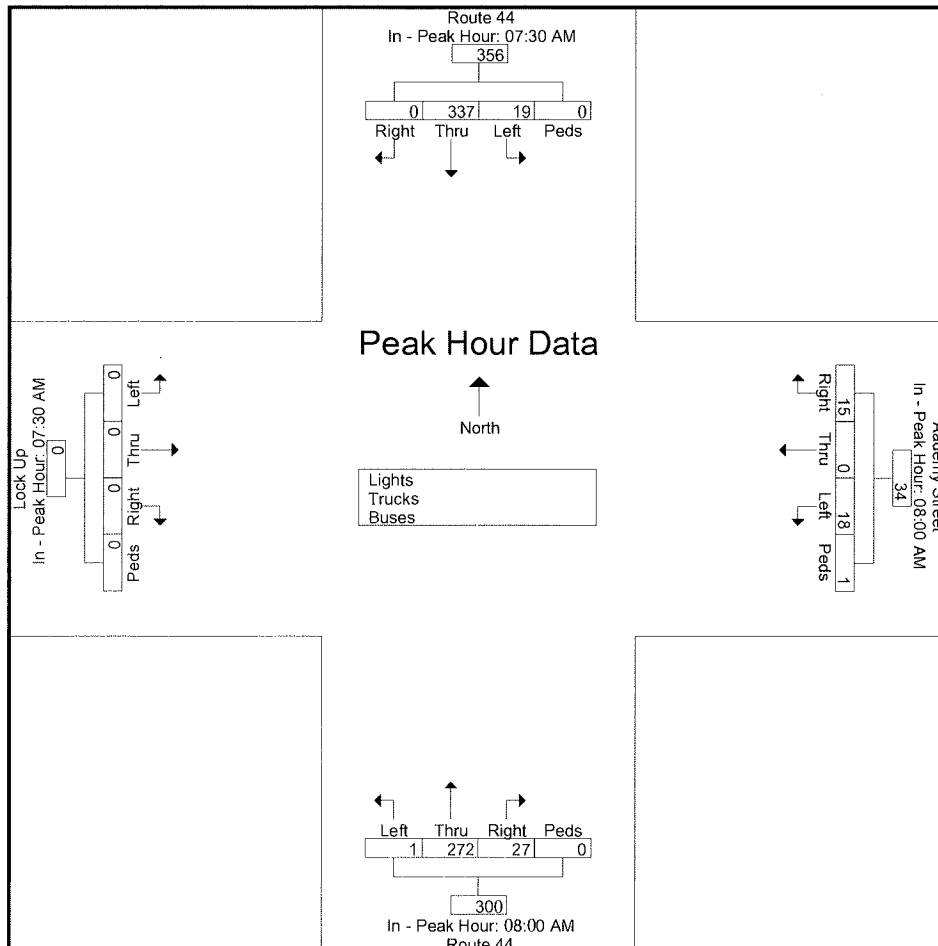 Route 44
In - Peak Hour: 07:30 AM
356
0 337 19 0
Right Thru Left Peds
Peak Hour Data
North
Lights
Trucks
Buses
Lock Up
In - Peak Hour: 07:30 AM
0
0 0 0 0
Left Thru Right Peds
In - Peak Hour: 08:00 AM
34
15 0 18 1
Right Thru Left Peds
Left Thru Right Peds
1 272 27 0
300
In - Peak Hour: 08:00 AM
Route 44